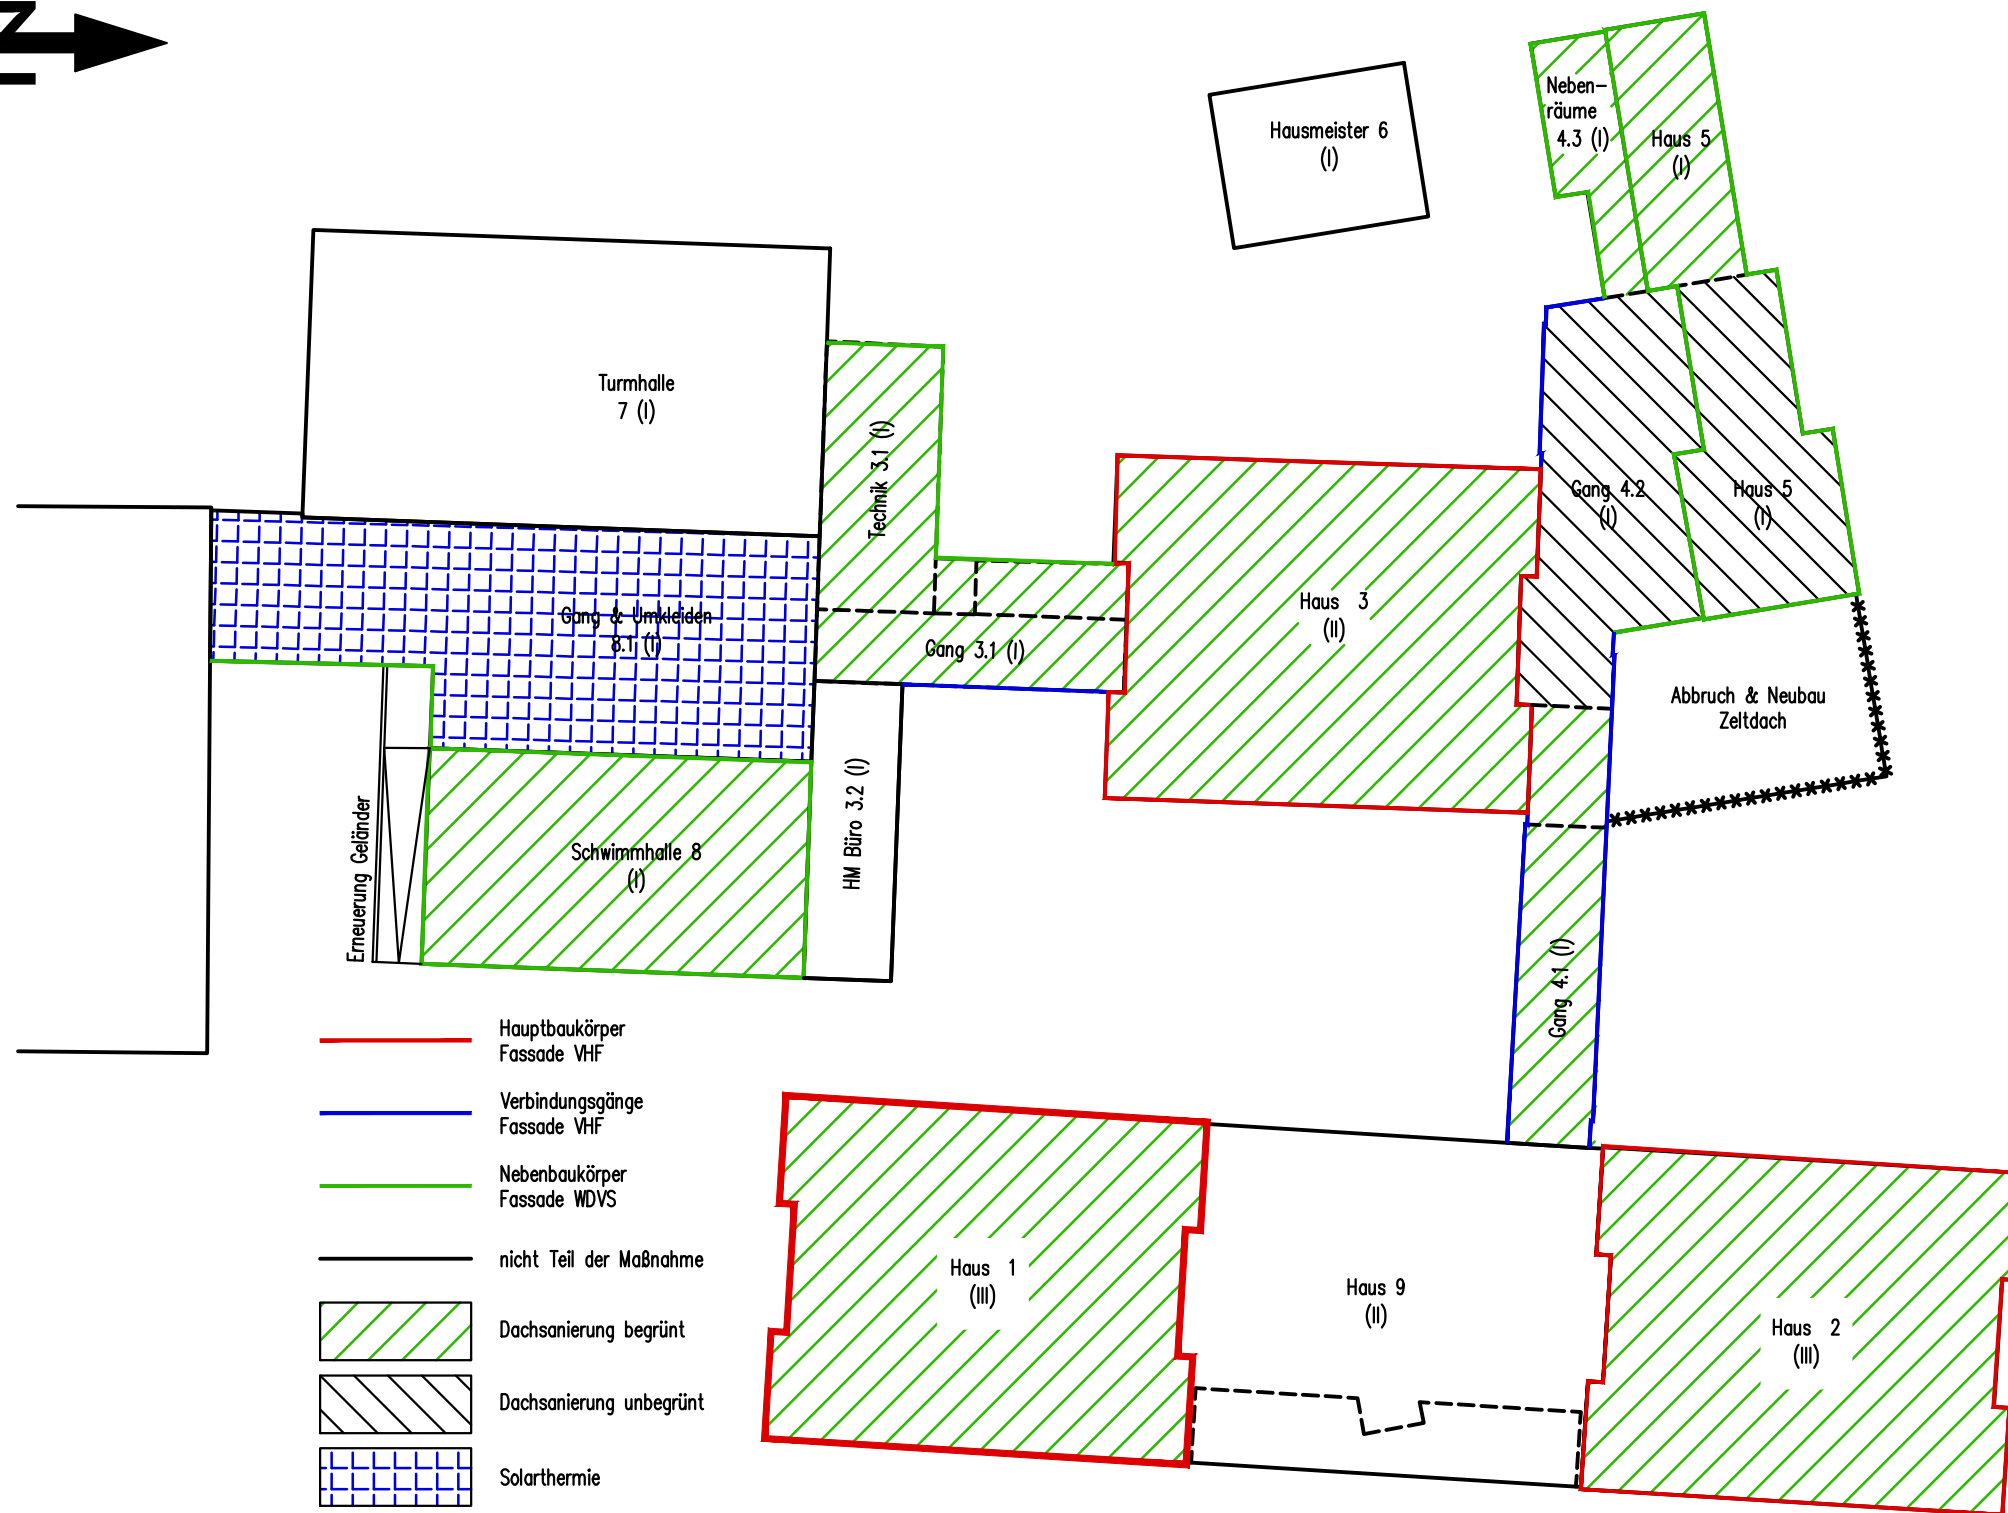 N
Neben-
räume
4.3 (I)
Haus 5
(I)
Hausmeister 6
(I)
Turmhalle
7 (I)
Technik 3.1 (I)
Gang 4.2
(I)
Haus 5
(I)
Gang & Umkleiden
8.1 (I)
Gang 3.1 (I)
Haus 3
(II)
Abbruch & Neubau
Zeltdach
Erneuerung Geländer
Schwimmhalle 8
(I)
HM Büro 3.2 (I)
Gang 4.1 (I)
Hauptbaukörper
Fassade VHF
Verbindungsgänge
Fassade VHF
Nebenbaukörper
Fassade WDVS
nicht Teil der Maßnahme
Dachsanierung begrünt
Dachsanierung unbegrünt
Solarthermie
Haus 1
(III)
Haus 9
(II)
Haus 2
(III)